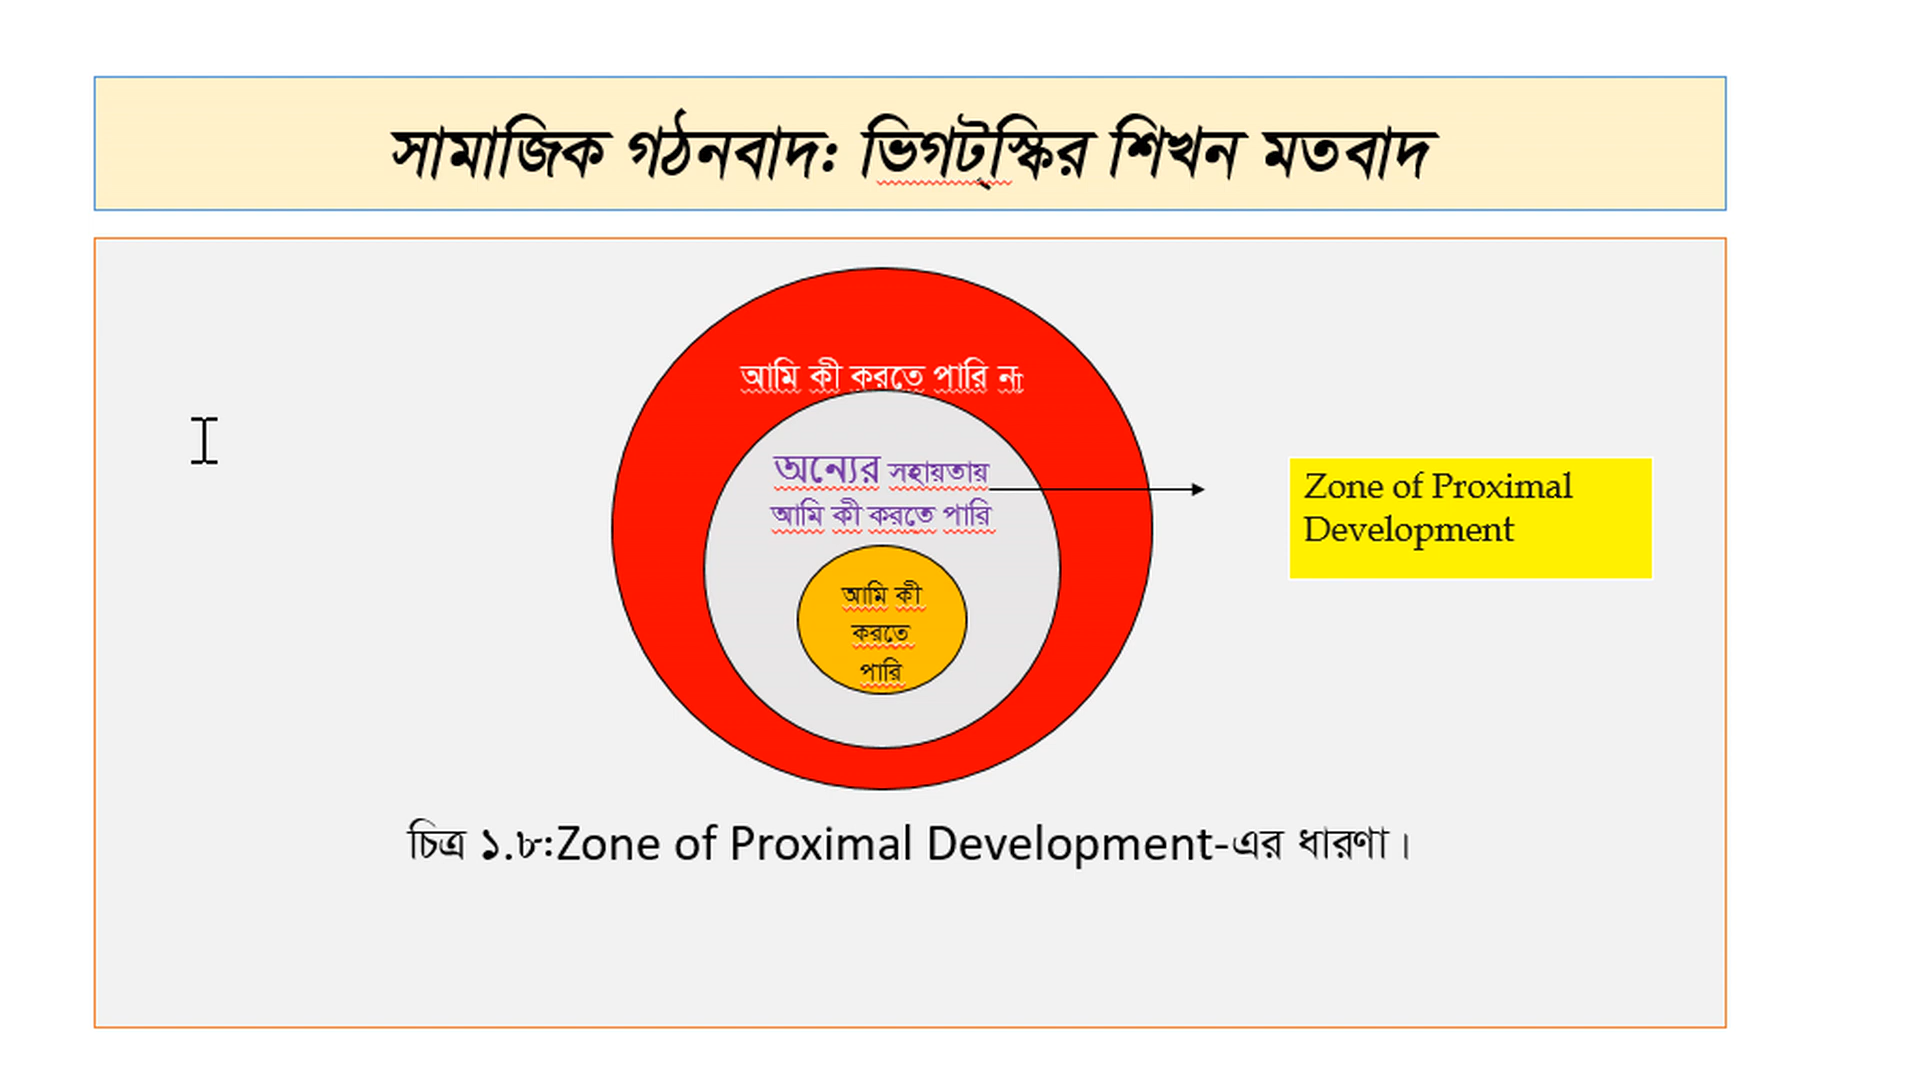 সামাজিক গঠনবাদ: ভিগট্স্কির শিখন মতবাদ
আমি কী করতে পারি না
অন্যের সহায়তায়
আমি কী করতে পারি
আমি কী
করতে
পারি
Zone of Proximal
Development
চিত্র ১.৮:Zone of Proximal Development-এর ধারণা।